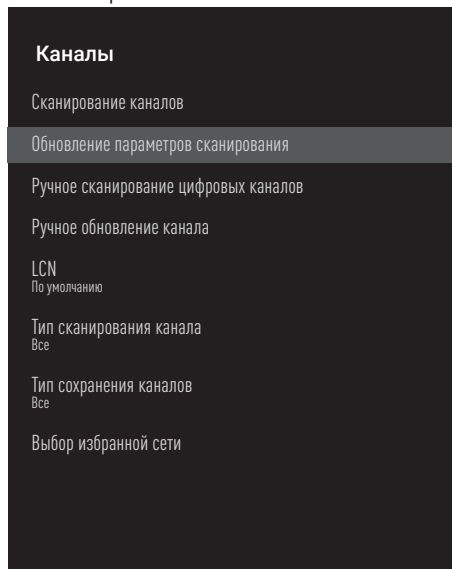 Каналы
Сканирование каналов
Обновление параметров сканирования
Ручное сканирование цифровых каналов
Ручное обновление канала
LCN
По умолчанию
Тип сканирования канала
Все
Тип сохранения каналов
Все
Выбор избранной сети